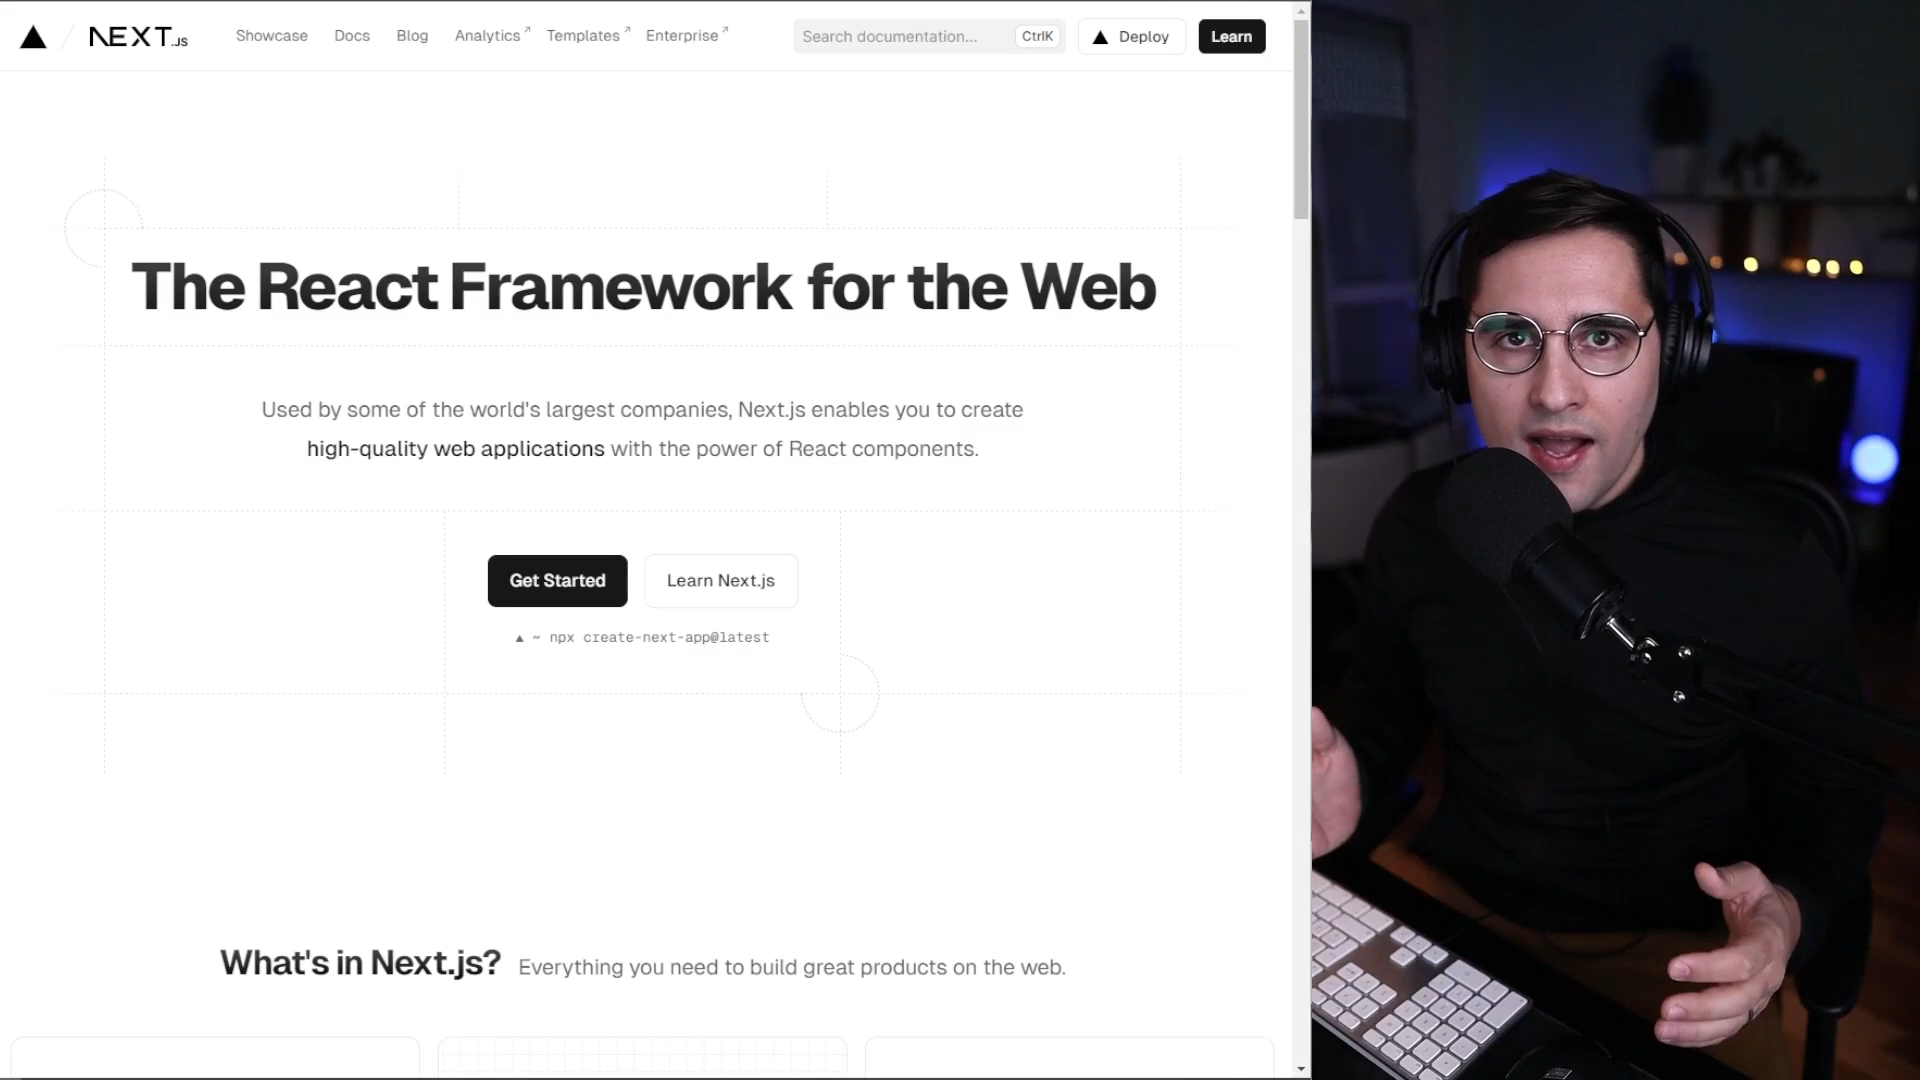 NEXT.JS
Showcase
Docs
Blog
Analytics
Templates
Enterprise
Search documentation...
CtrlK
Deploy
Learn
The React Framework for the Web
Used by some of the world's largest companies, Next.js enables you to create
high-quality web applications with the power of React components.
Get Started
Learn Next.js
▲ ~ npx create-next-app@latest
What's in Next.js?
Everything you need to build great products on the web.